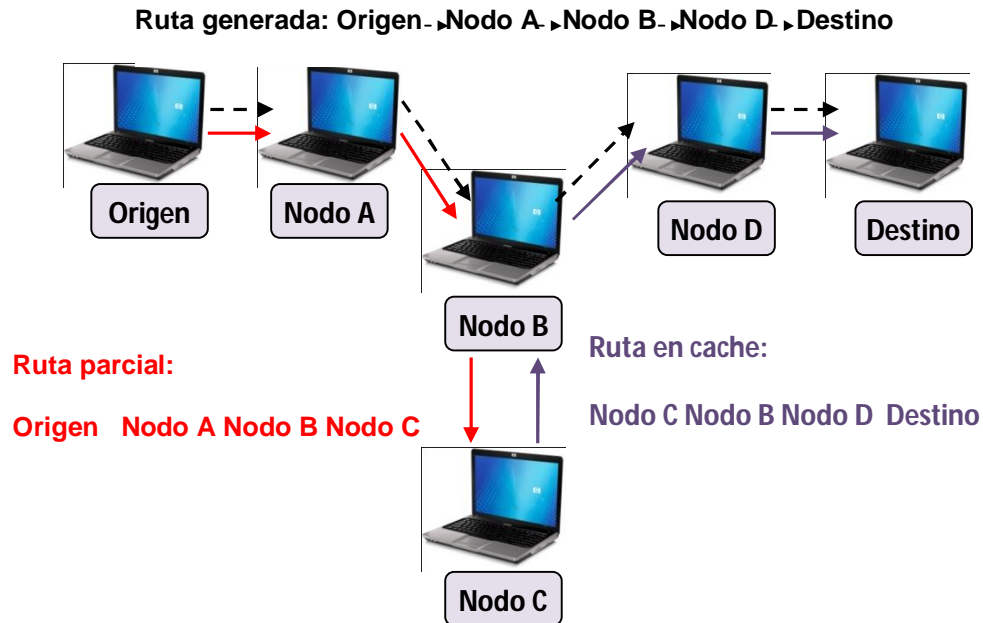 Ruta generada: Origen Nodo A Nodo B Nodo D Destino
Origen
Nodo A
Nodo D
Destino
Nodo B
Ruta parcial:
Origen Nodo A Nodo B Nodo C
Ruta en cache:
Nodo C Nodo B Nodo D Destino
Nodo C